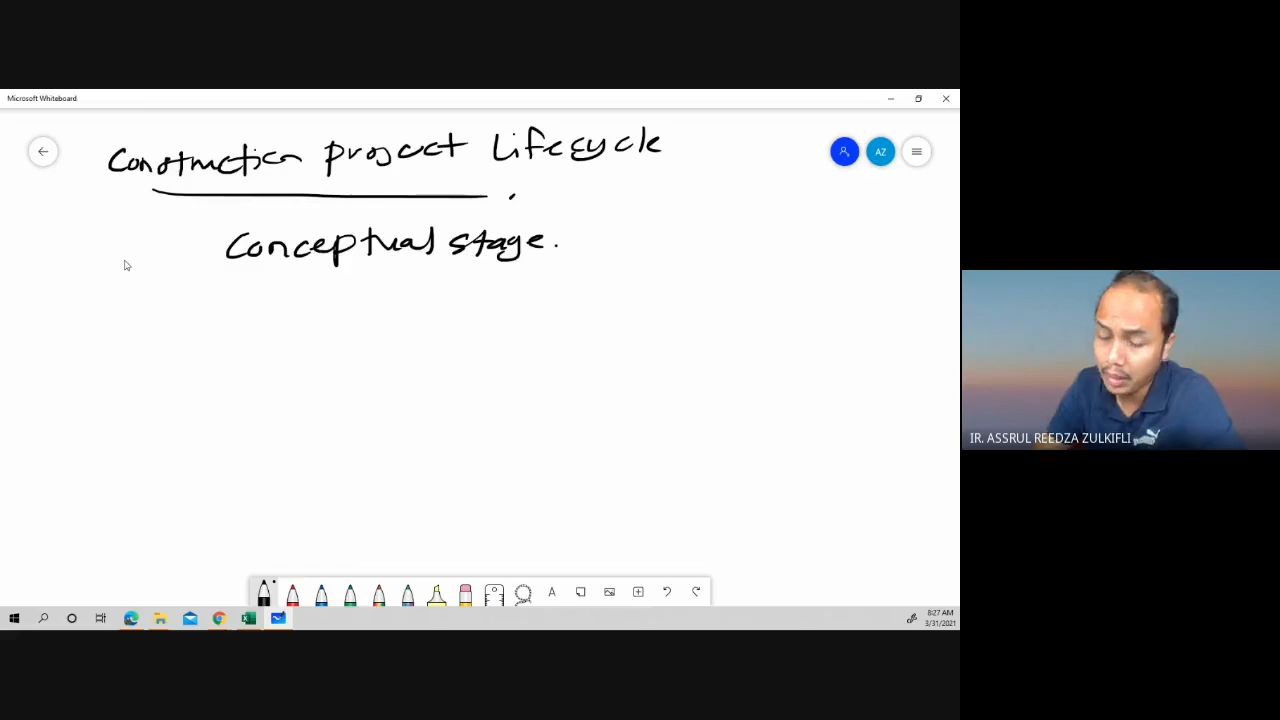 Microsoft Whiteboard
Construction project Lifecycle
Conceptual stage.
AZ
IR. ASSRUL REEDZA ZULKIFLI
A
8:27 AM
3/31/2021